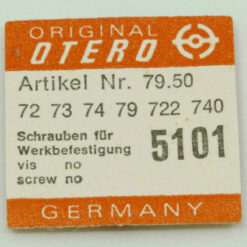 ORIGINAL
OTERO
Artikel Nr. 79.50
72 73 74 79 722 740
Schrauben für
Werkbefestigung
vis no
screw no
5101
GERMANY